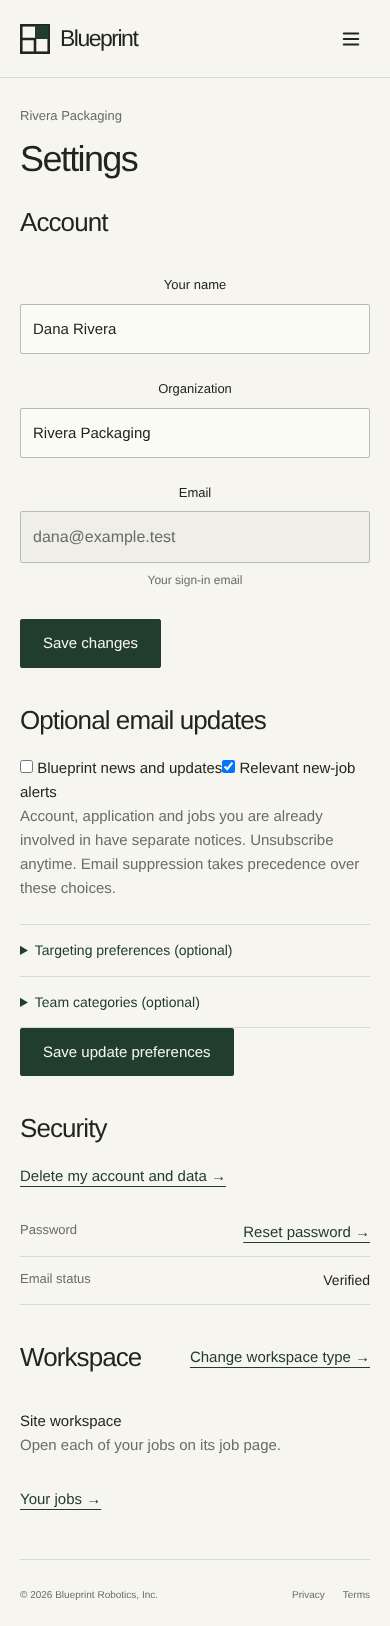 Blueprint
Rivera Packaging
Settings
Account
Your name
Dana Rivera
Organization
Rivera Packaging
Email
dana@example.test
Your sign-in email
Save changes
Optional email updates
Blueprint news and updates Relevant new-job
alerts
Account, application and jobs you are already
involved in have separate notices. Unsubscribe
anytime. Email suppression takes precedence over
these choices.
Targeting preferences (optional)
Team categories (optional)
Save update preferences
Security
Delete my account and data →
Password Reset password →
Email status Verified
Workspace Change workspace type →
Site workspace
Open each of your jobs on its job page.
Your jobs →
© 2026 Blueprint Robotics, Inc. Privacy Terms